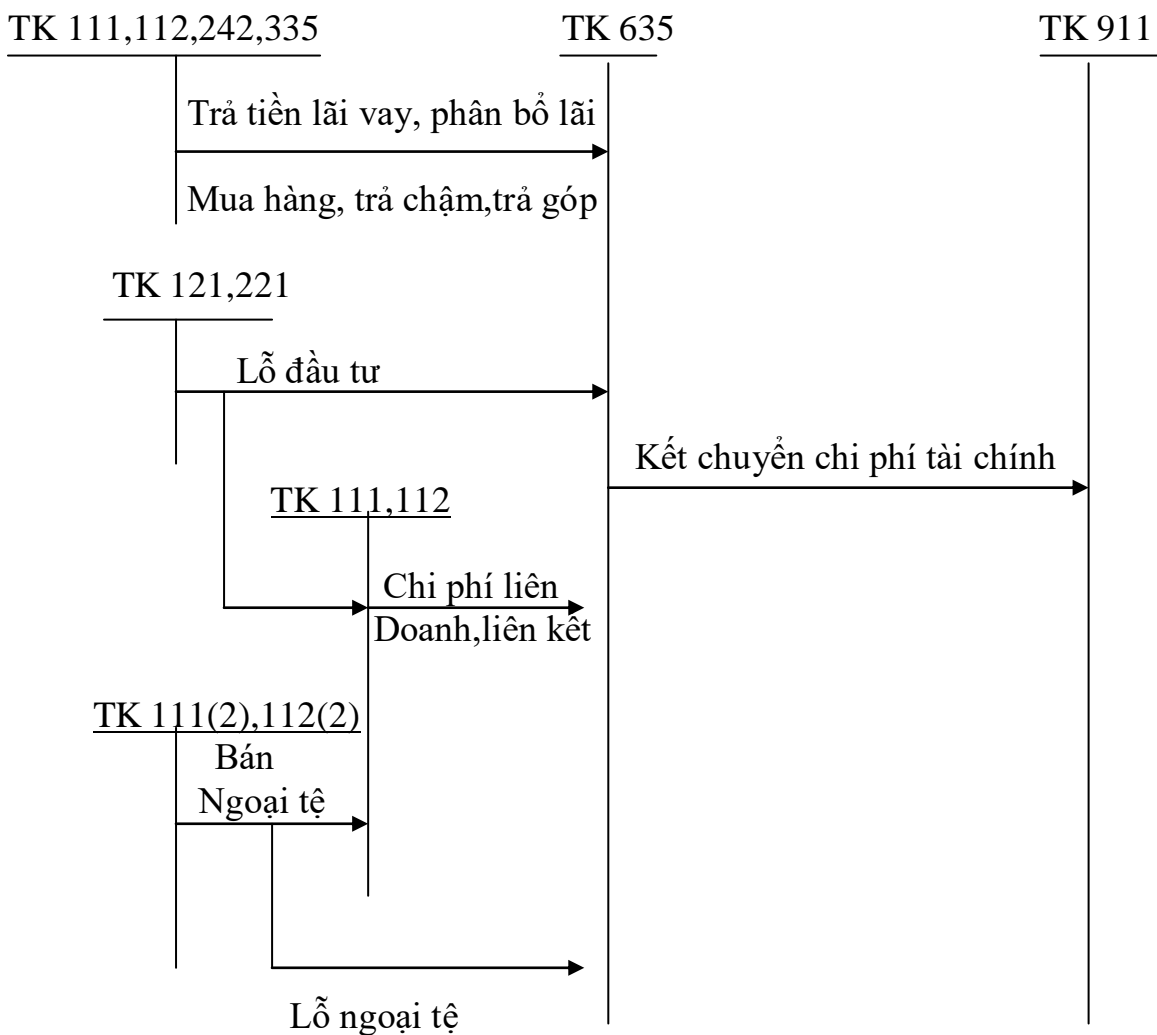 TK 111,112,242,335
TK 635
TK 911
Trả tiền lãi vay, phân bổ lãi
Mua hàng, trả chậm,trả góp
TK 121,221
Lỗ đầu tư
Kết chuyển chi phí tài chính
TK 111,112
Chi phí liên
Doanh,liên kết
TK 111(2),112(2)
Bán
Ngoại tệ
Lỗ ngoại tệ